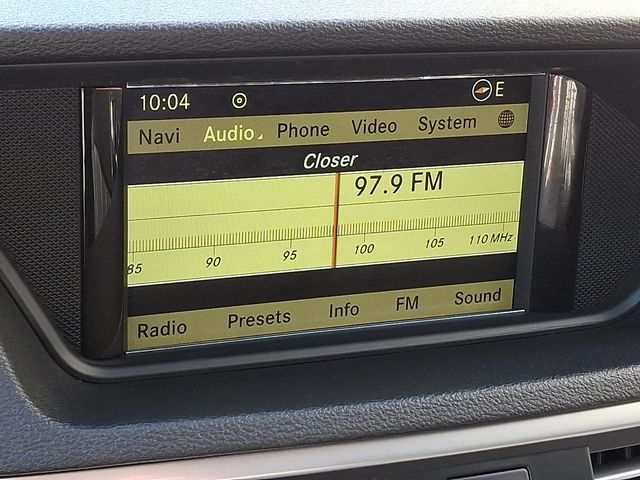 10:04 E
Navi Audio Phone Video System
Closer
97.9 FM
85 90 95 100 105 110 MHz
Radio Presets Info FM Sound